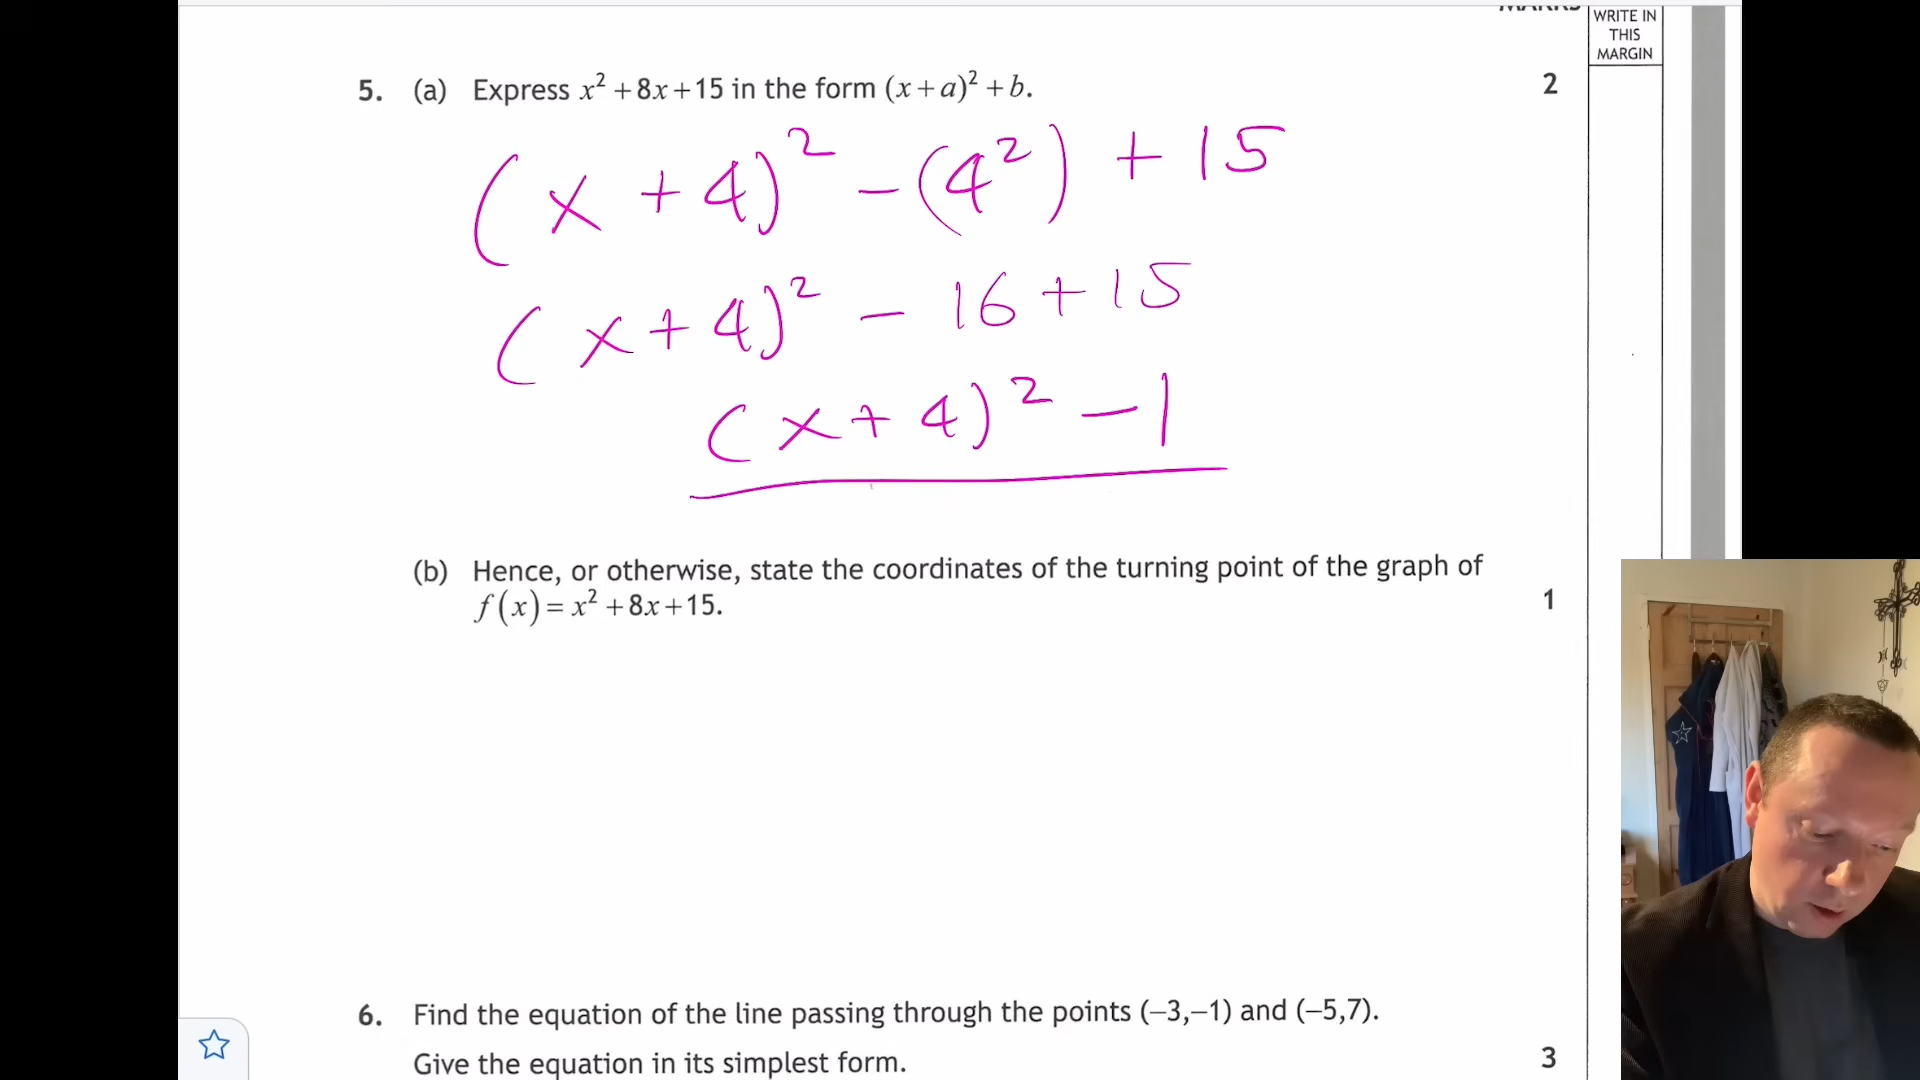 WRITE IN
THIS
MARGIN
5. (a) Express x² + 8x + 15 in the form (x + a)² + b. 2
(x + 4)² – (4²) + 15
(x + 4)² – 16 + 15
(x + 4)² – 1
(b) Hence, or otherwise, state the coordinates of the turning point of the graph of
f(x) = x² + 8x + 15. 1
6. Find the equation of the line passing through the points (–3,–1) and (–5,7).
Give the equation in its simplest form. 3